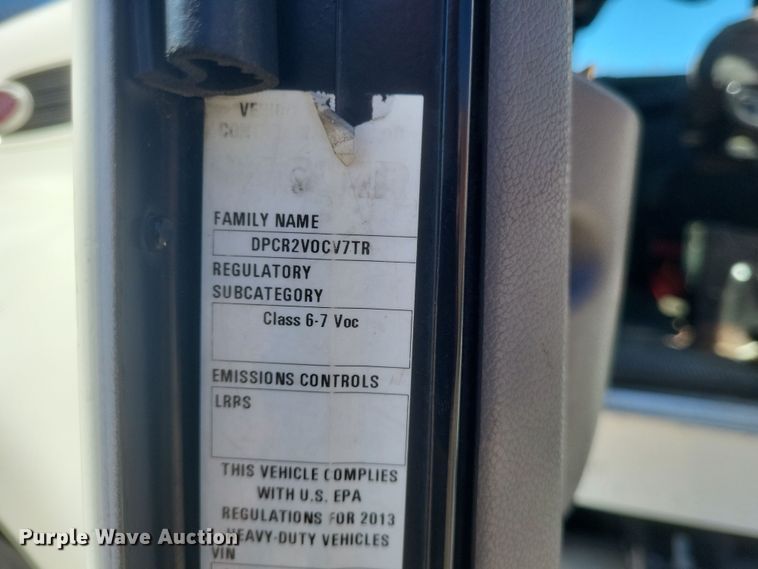 FAMILY NAME
DPCR2VOCV7TR
REGULATORY
SUBCATEGORY
Class 6-7 Voc
EMISSIONS CONTROLS
LRRS
THIS VEHICLE COMPLIES
WITH U.S. EPA
REGULATIONS FOR 2013
HEAVY-DUTY VEHICLES
VIN
Purple Wave Auction®